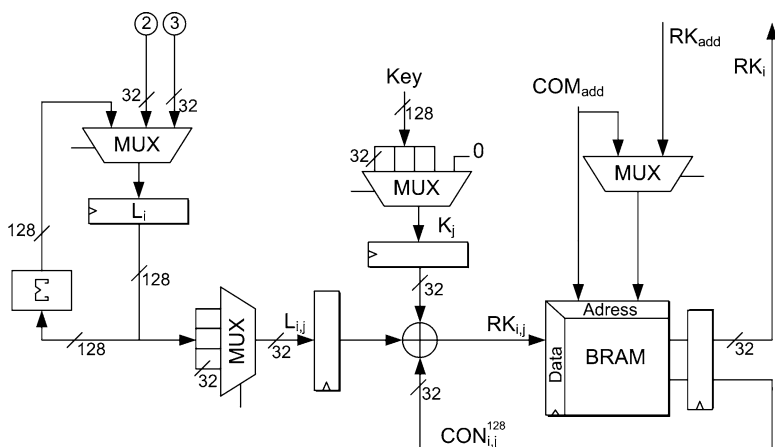 2 3
RK_add
RK_i
Key
COM_add
32 32
128
32
0
MUX
MUX
MUX
L_i
K_j
128
128
32
Σ
Adress
L_i,j
RK_i,j
MUX
Data
BRAM
128
32
32
32
32
CON_i,j^128